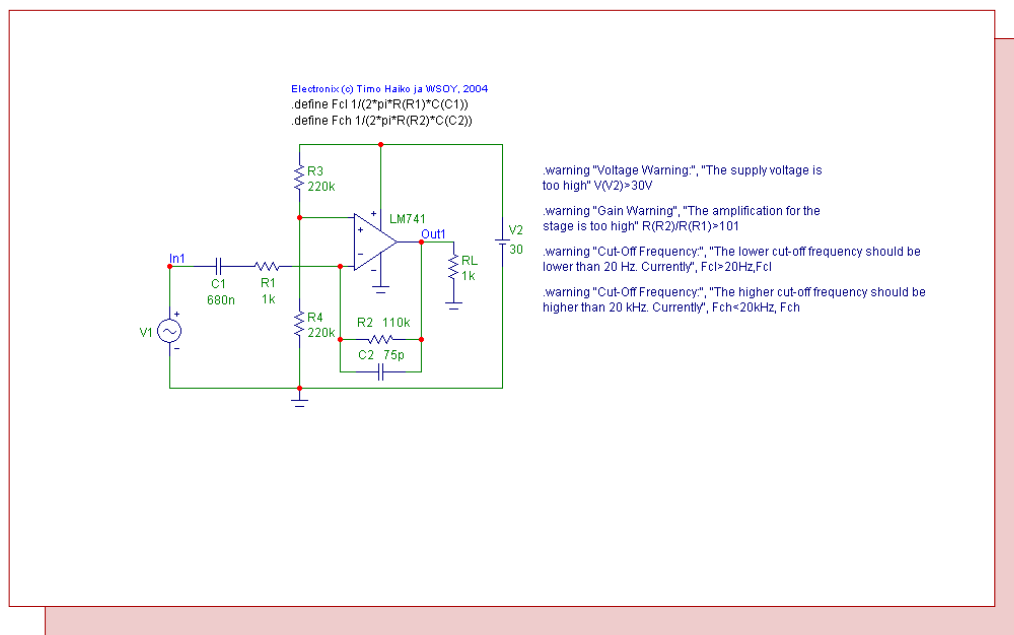 Electronix (c) Timo Haiko ja WSOY, 2004
.define Fcl 1/(2*pi*R(R1)*C(C1))
.define Fch 1/(2*pi*R(R2)*C(C2))
R3
220k
LM741
Out1
V2
30
RL
1k
In1
C1
680n
R1
1k
V1
R4
220k
R2 110k
C2 75p
.warning "Voltage Warning:", "The supply voltage is
too high" V(V2)>30V
.warning "Gain Warning", "The amplification for the
stage is too high" R(R2)/R(R1)>101
.warning "Cut-Off Frequency:", "The lower cut-off frequency should be
lower than 20 Hz. Currently", Fcl>20Hz,Fcl
.warning "Cut-Off Frequency:", "The higher cut-off frequency should be
higher than 20 kHz. Currently", Fch<20kHz, Fch